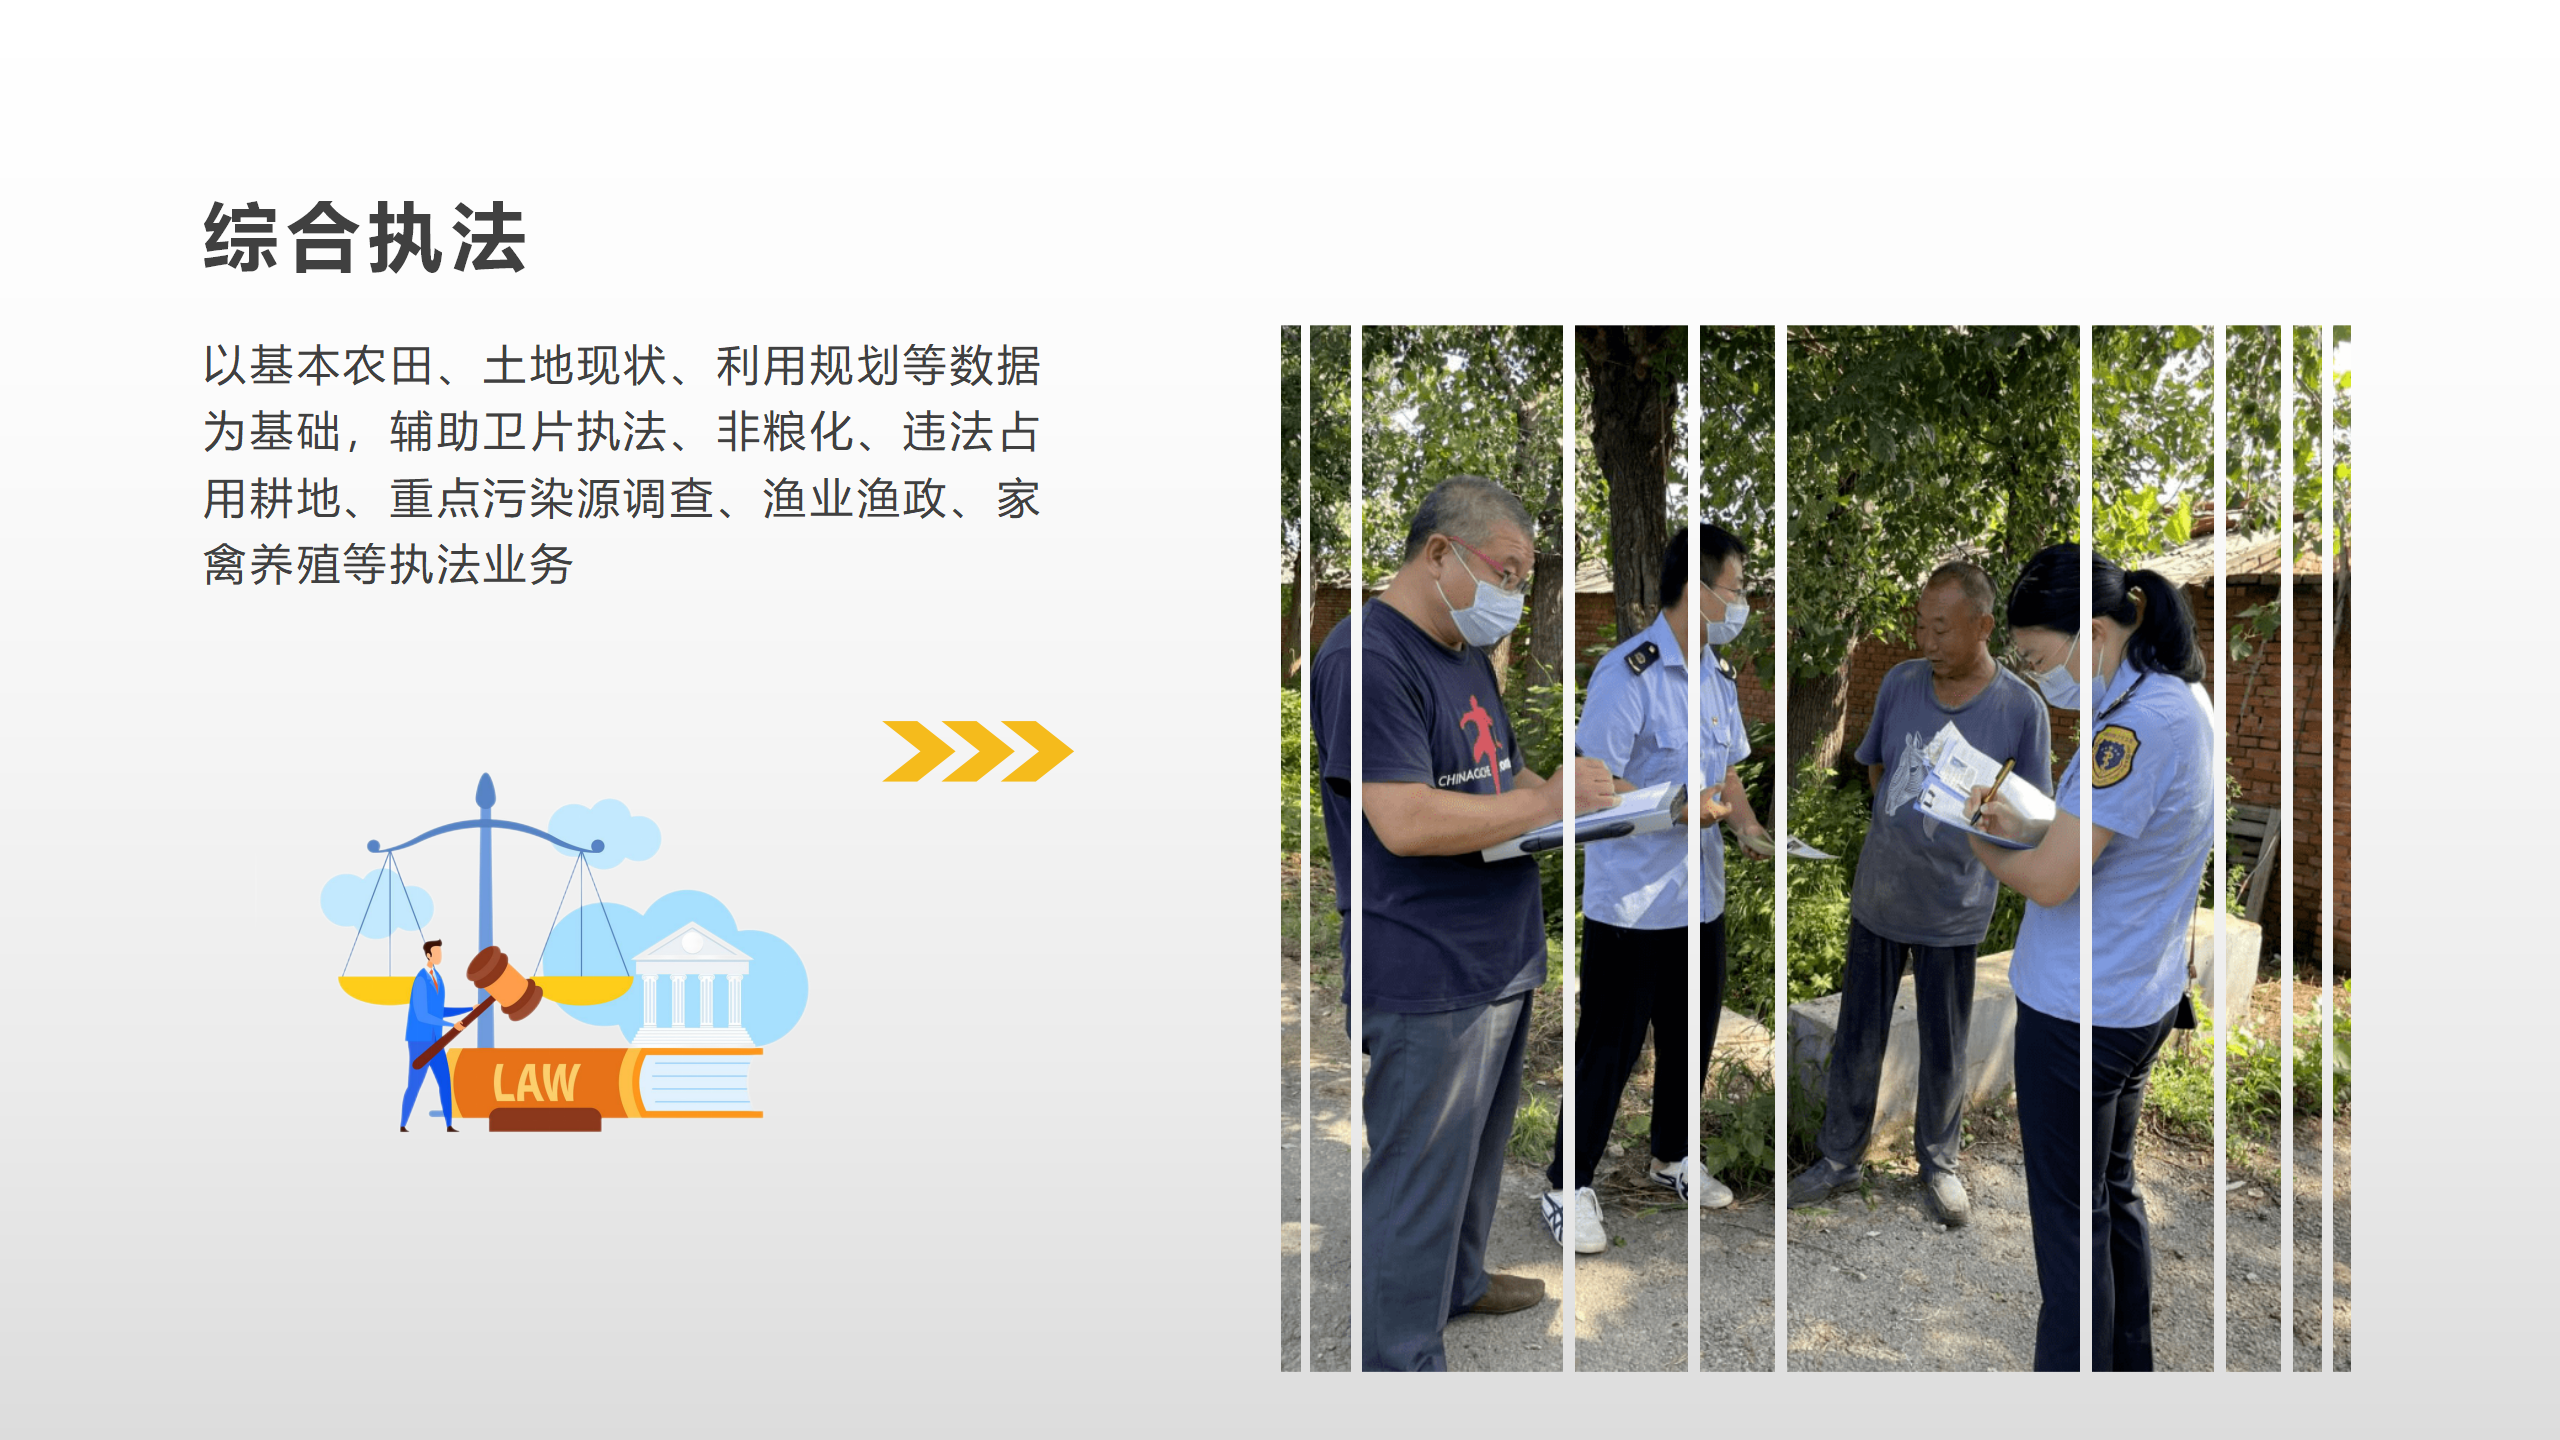 综合执法
以基本农田、土地现状、利用规划等数据
为基础，辅助卫片执法、非粮化、违法占
用耕地、重点污染源调查、渔业渔政、家
禽养殖等执法业务
LAW